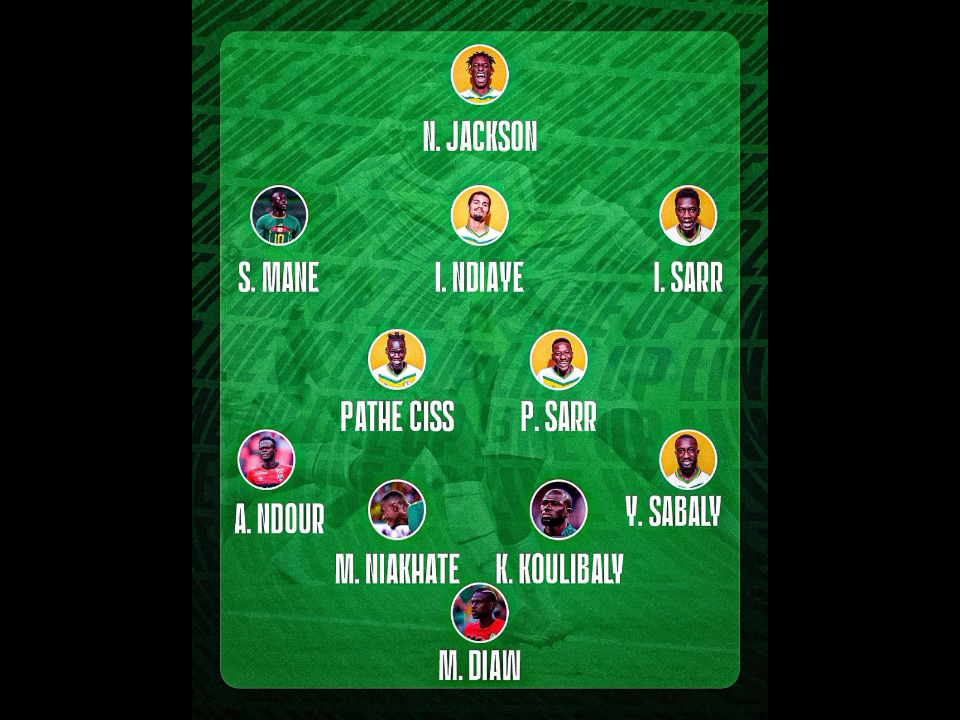 N. JACKSON
S. MANE
I. NDIAYE
I. SARR
PATHE CISS
P. SARR
A. NDOUR
Y. SABALY
M. NIAKHATE
K. KOULIBALY
M. DIAW